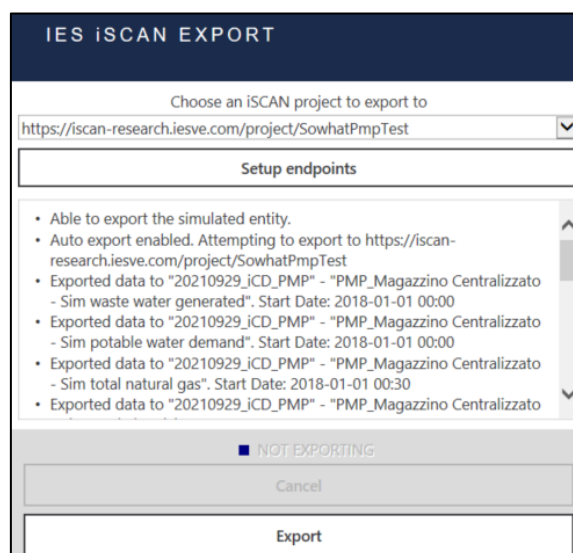 IES iSCAN EXPORT
Choose an iSCAN project to export to
https://iscan-research.iesve.com/project/SowhatPmpTest
Setup endpoints
• Able to export the simulated entity.
• Auto export enabled. Attempting to export to https://iscan-
research.iesve.com/project/SowhatPmpTest
• Exported data to "20210929_iCD_PMP" - "PMP_Magazzino Centralizzato
- Sim waste water generated". Start Date: 2018-01-01 00:00
• Exported data to "20210929_iCD_PMP" - "PMP_Magazzino Centralizzato
- Sim potable water demand". Start Date: 2018-01-01 00:00
• Exported data to "20210929_iCD_PMP" - "PMP_Magazzino Centralizzato
- Sim total natural gas". Start Date: 2018-01-01 00:30
• Exported data to "20210929_iCD_PMP" - "PMP_Magazzino Centralizzato
NOT EXPORTING
Cancel
Export